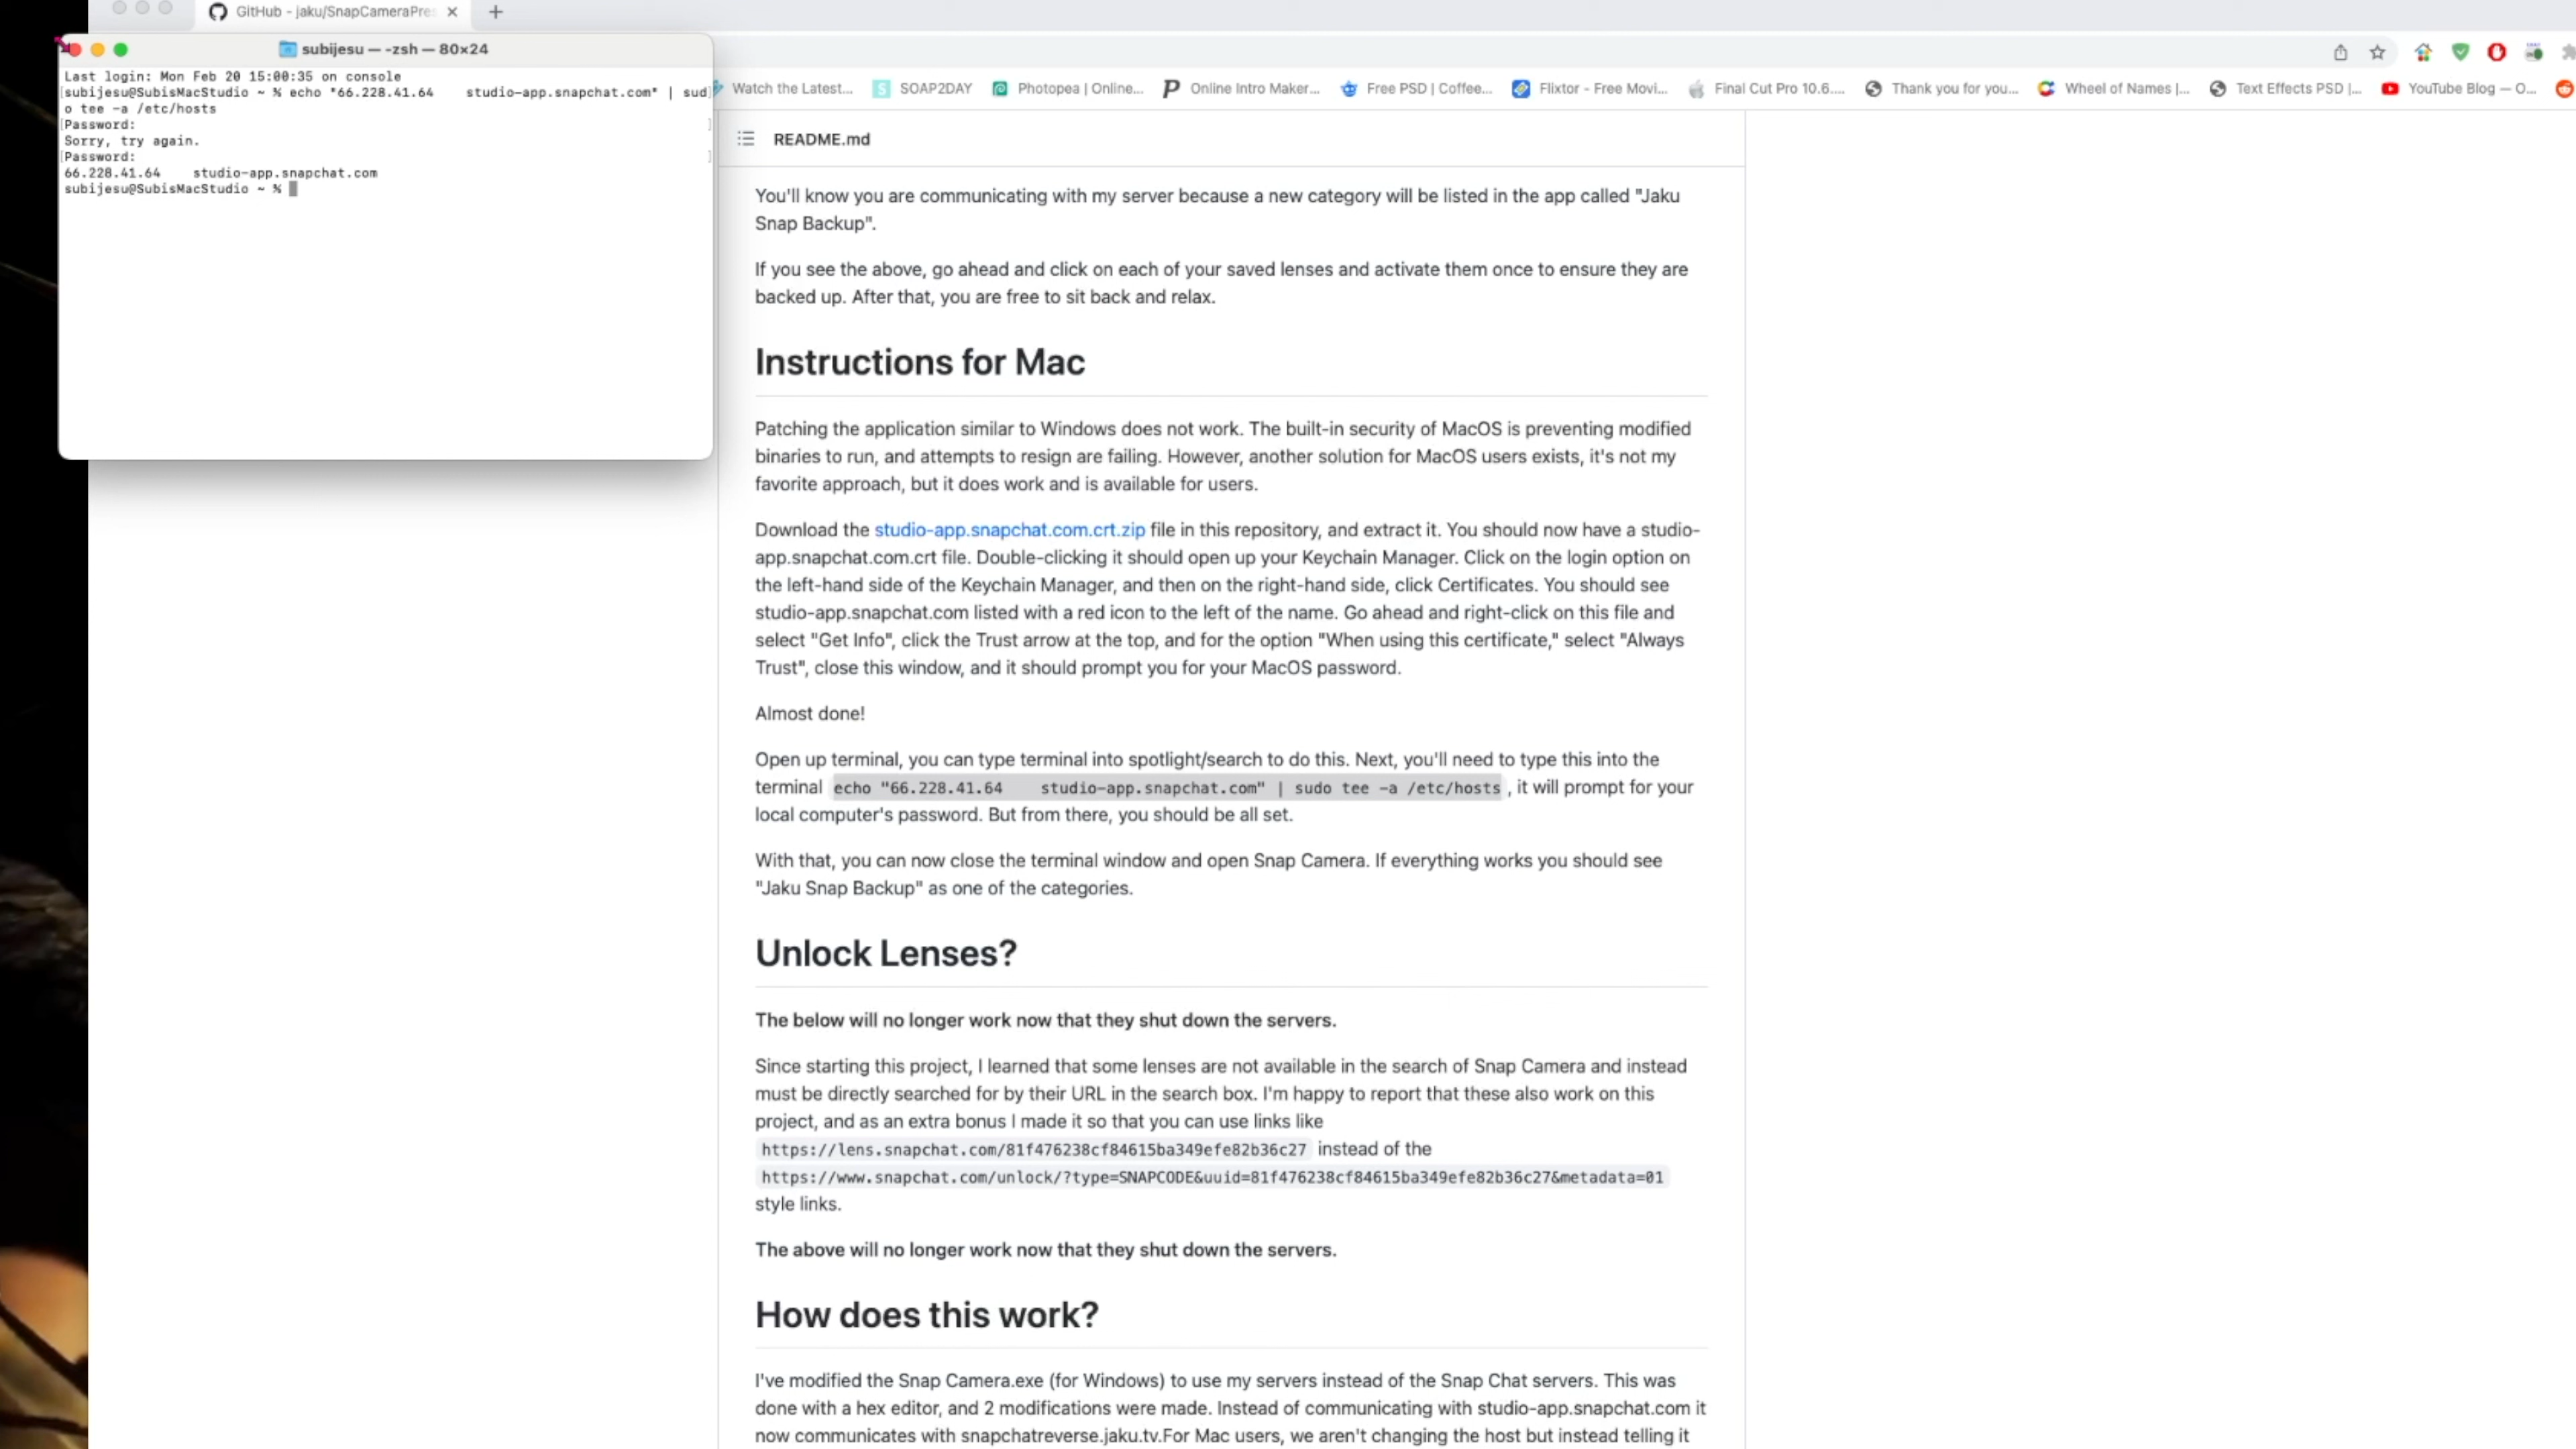 GitHub - jaku/SnapCameraPres
subijesu — -zsh — 80×24
Last login: Mon Feb 20 15:00:35 on console
[subijesu@SubisMacStudio ~ % echo "66.228.41.64    studio-app.snapchat.com" | sud]
o tee -a /etc/hosts
[Password: ]
Sorry, try again.
[Password: ]
66.228.41.64    studio-app.snapchat.com
subijesu@SubisMacStudio ~ %
Watch the Latest... SOAP2DAY Photopea | Online... Online Intro Maker... Free PSD | Coffee... Flixtor - Free Movi... Final Cut Pro 10.6.... Thank you for you... Wheel of Names |... Text Effects PSD |... YouTube Blog — O...
README.md
You'll know you are communicating with my server because a new category will be listed in the app called "Jaku
Snap Backup".
If you see the above, go ahead and click on each of your saved lenses and activate them once to ensure they are
backed up. After that, you are free to sit back and relax.
Instructions for Mac
Patching the application similar to Windows does not work. The built-in security of MacOS is preventing modified
binaries to run, and attempts to resign are failing. However, another solution for MacOS users exists, it's not my
favorite approach, but it does work and is available for users.
Download the studio-app.snapchat.com.crt.zip file in this repository, and extract it. You should now have a studio-
app.snapchat.com.crt file. Double-clicking it should open up your Keychain Manager. Click on the login option on
the left-hand side of the Keychain Manager, and then on the right-hand side, click Certificates. You should see
studio-app.snapchat.com listed with a red icon to the left of the name. Go ahead and right-click on this file and
select "Get Info", click the Trust arrow at the top, and for the option "When using this certificate," select "Always
Trust", close this window, and it should prompt you for your MacOS password.
Almost done!
Open up terminal, you can type terminal into spotlight/search to do this. Next, you'll need to type this into the
terminal echo "66.228.41.64    studio-app.snapchat.com" | sudo tee -a /etc/hosts , it will prompt for your
local computer's password. But from there, you should be all set.
With that, you can now close the terminal window and open Snap Camera. If everything works you should see
"Jaku Snap Backup" as one of the categories.
Unlock Lenses?
The below will no longer work now that they shut down the servers.
Since starting this project, I learned that some lenses are not available in the search of Snap Camera and instead
must be directly searched for by their URL in the search box. I'm happy to report that these also work on this
project, and as an extra bonus I made it so that you can use links like
https://lens.snapchat.com/81f476238cf84615ba349efe82b36c27 instead of the
https://www.snapchat.com/unlock/?type=SNAPCODE&uuid=81f476238cf84615ba349efe82b36c27&metadata=01
style links.
The above will no longer work now that they shut down the servers.
How does this work?
I've modified the Snap Camera.exe (for Windows) to use my servers instead of the Snap Chat servers. This was
done with a hex editor, and 2 modifications were made. Instead of communicating with studio-app.snapchat.com it
now communicates with snapchatreverse.jaku.tv.For Mac users, we aren't changing the host but instead telling it